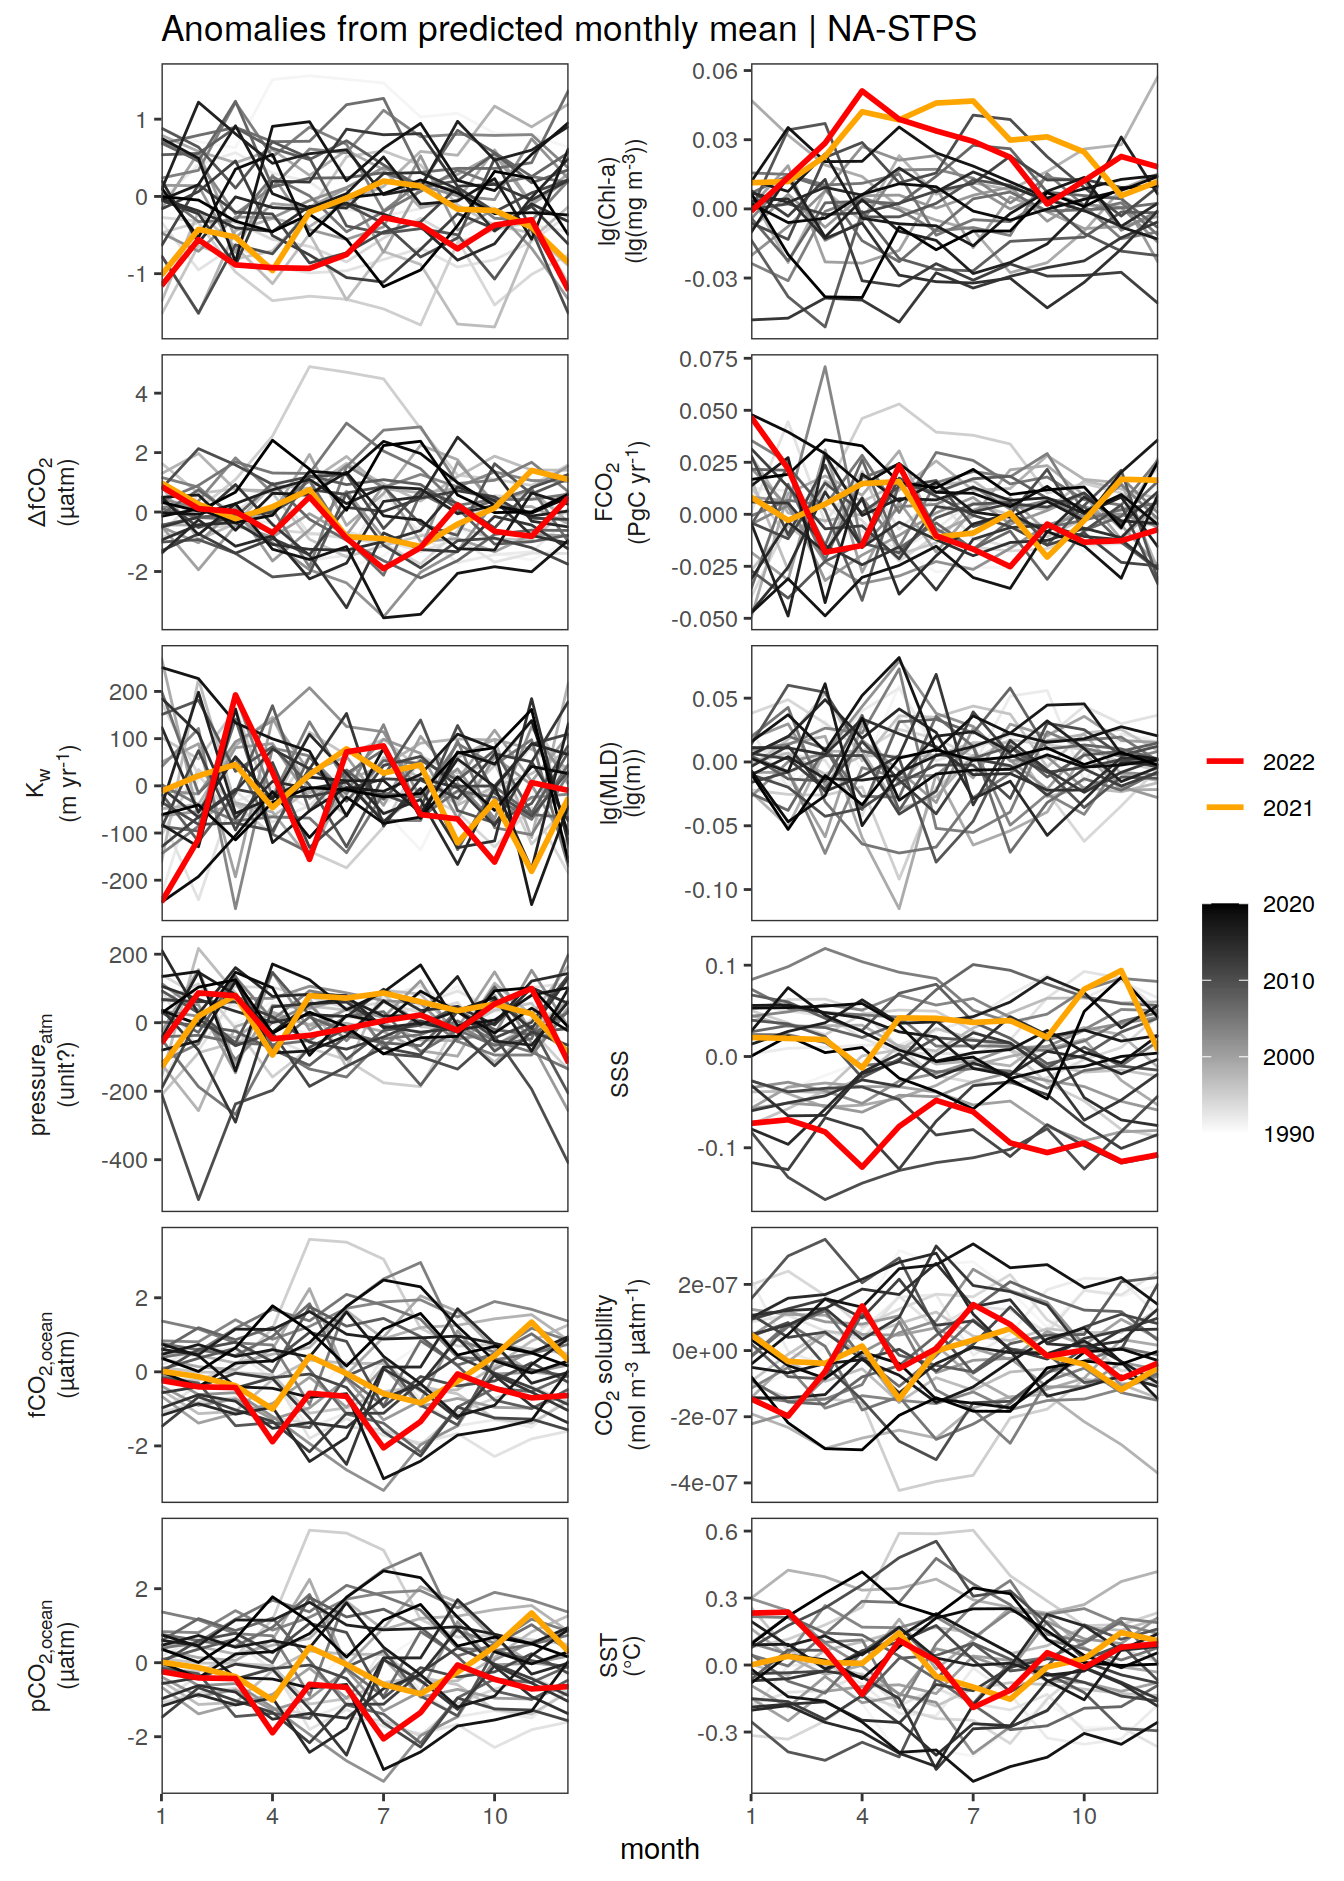 Anomalies from predicted monthly mean | NA-STPS
1
0
-1
lg(Chl-a)
(lg(mg m⁻³))
0.06
0.03
0.00
-0.03
ΔfCO₂
(µatm)
4
2
0
-2
FCO₂
(PgC yr⁻¹)
0.075
0.050
0.025
0.000
-0.025
-0.050
K_w
(m yr⁻¹)
200
100
0
-100
-200
lg(MLD)
(lg(m))
0.05
0.00
-0.05
-0.10
pressure_atm
(unit?)
200
0
-200
-400
SSS
0.1
0.0
-0.1
fCO₂,ocean
(µatm)
2
0
-2
CO₂ solubility
(mol m⁻³ µatm⁻¹)
2e-07
0e+00
-2e-07
-4e-07
pCO₂,ocean
(µatm)
2
0
-2
SST
(°C)
0.6
0.3
0.0
-0.3
1 4 7 10
1 4 7 10
month
2022
2021
2020
2010
2000
1990